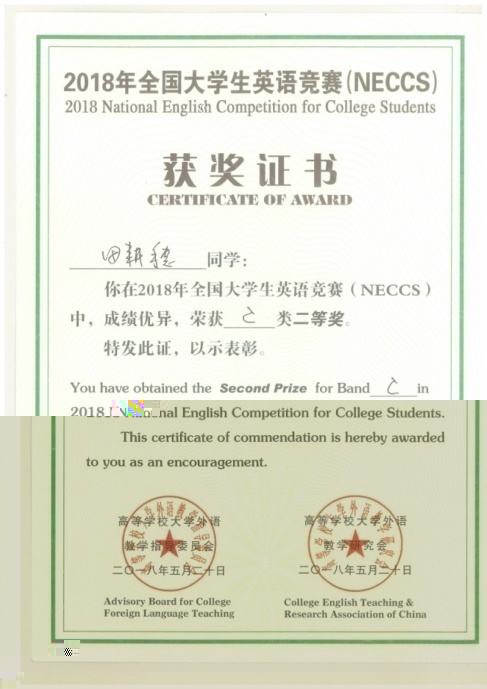 2018年全国大学生英语竞赛(NECCS)
2018 National English Competition for College Students
获奖证书
CERTIFICATE OF AWARD
田耕穗同学：
你在2018年全国大学生英语竞赛（NECCS）
中，成绩优异，荣获 C 类二等奖。
特发此证，以示表彰。
You have obtained the Second Prize for Band C in
2018 National English Competition for College Students.
This certificate of commendation is hereby awarded
to you as an encouragement.
高等学校大学外语
教学指导委员会
二○一八年五月二十日
Advisory Board for College
Foreign Language Teaching
高等学校大学外语
教学研究会
二○一八年五月二十日
College English Teaching &
Research Association of China